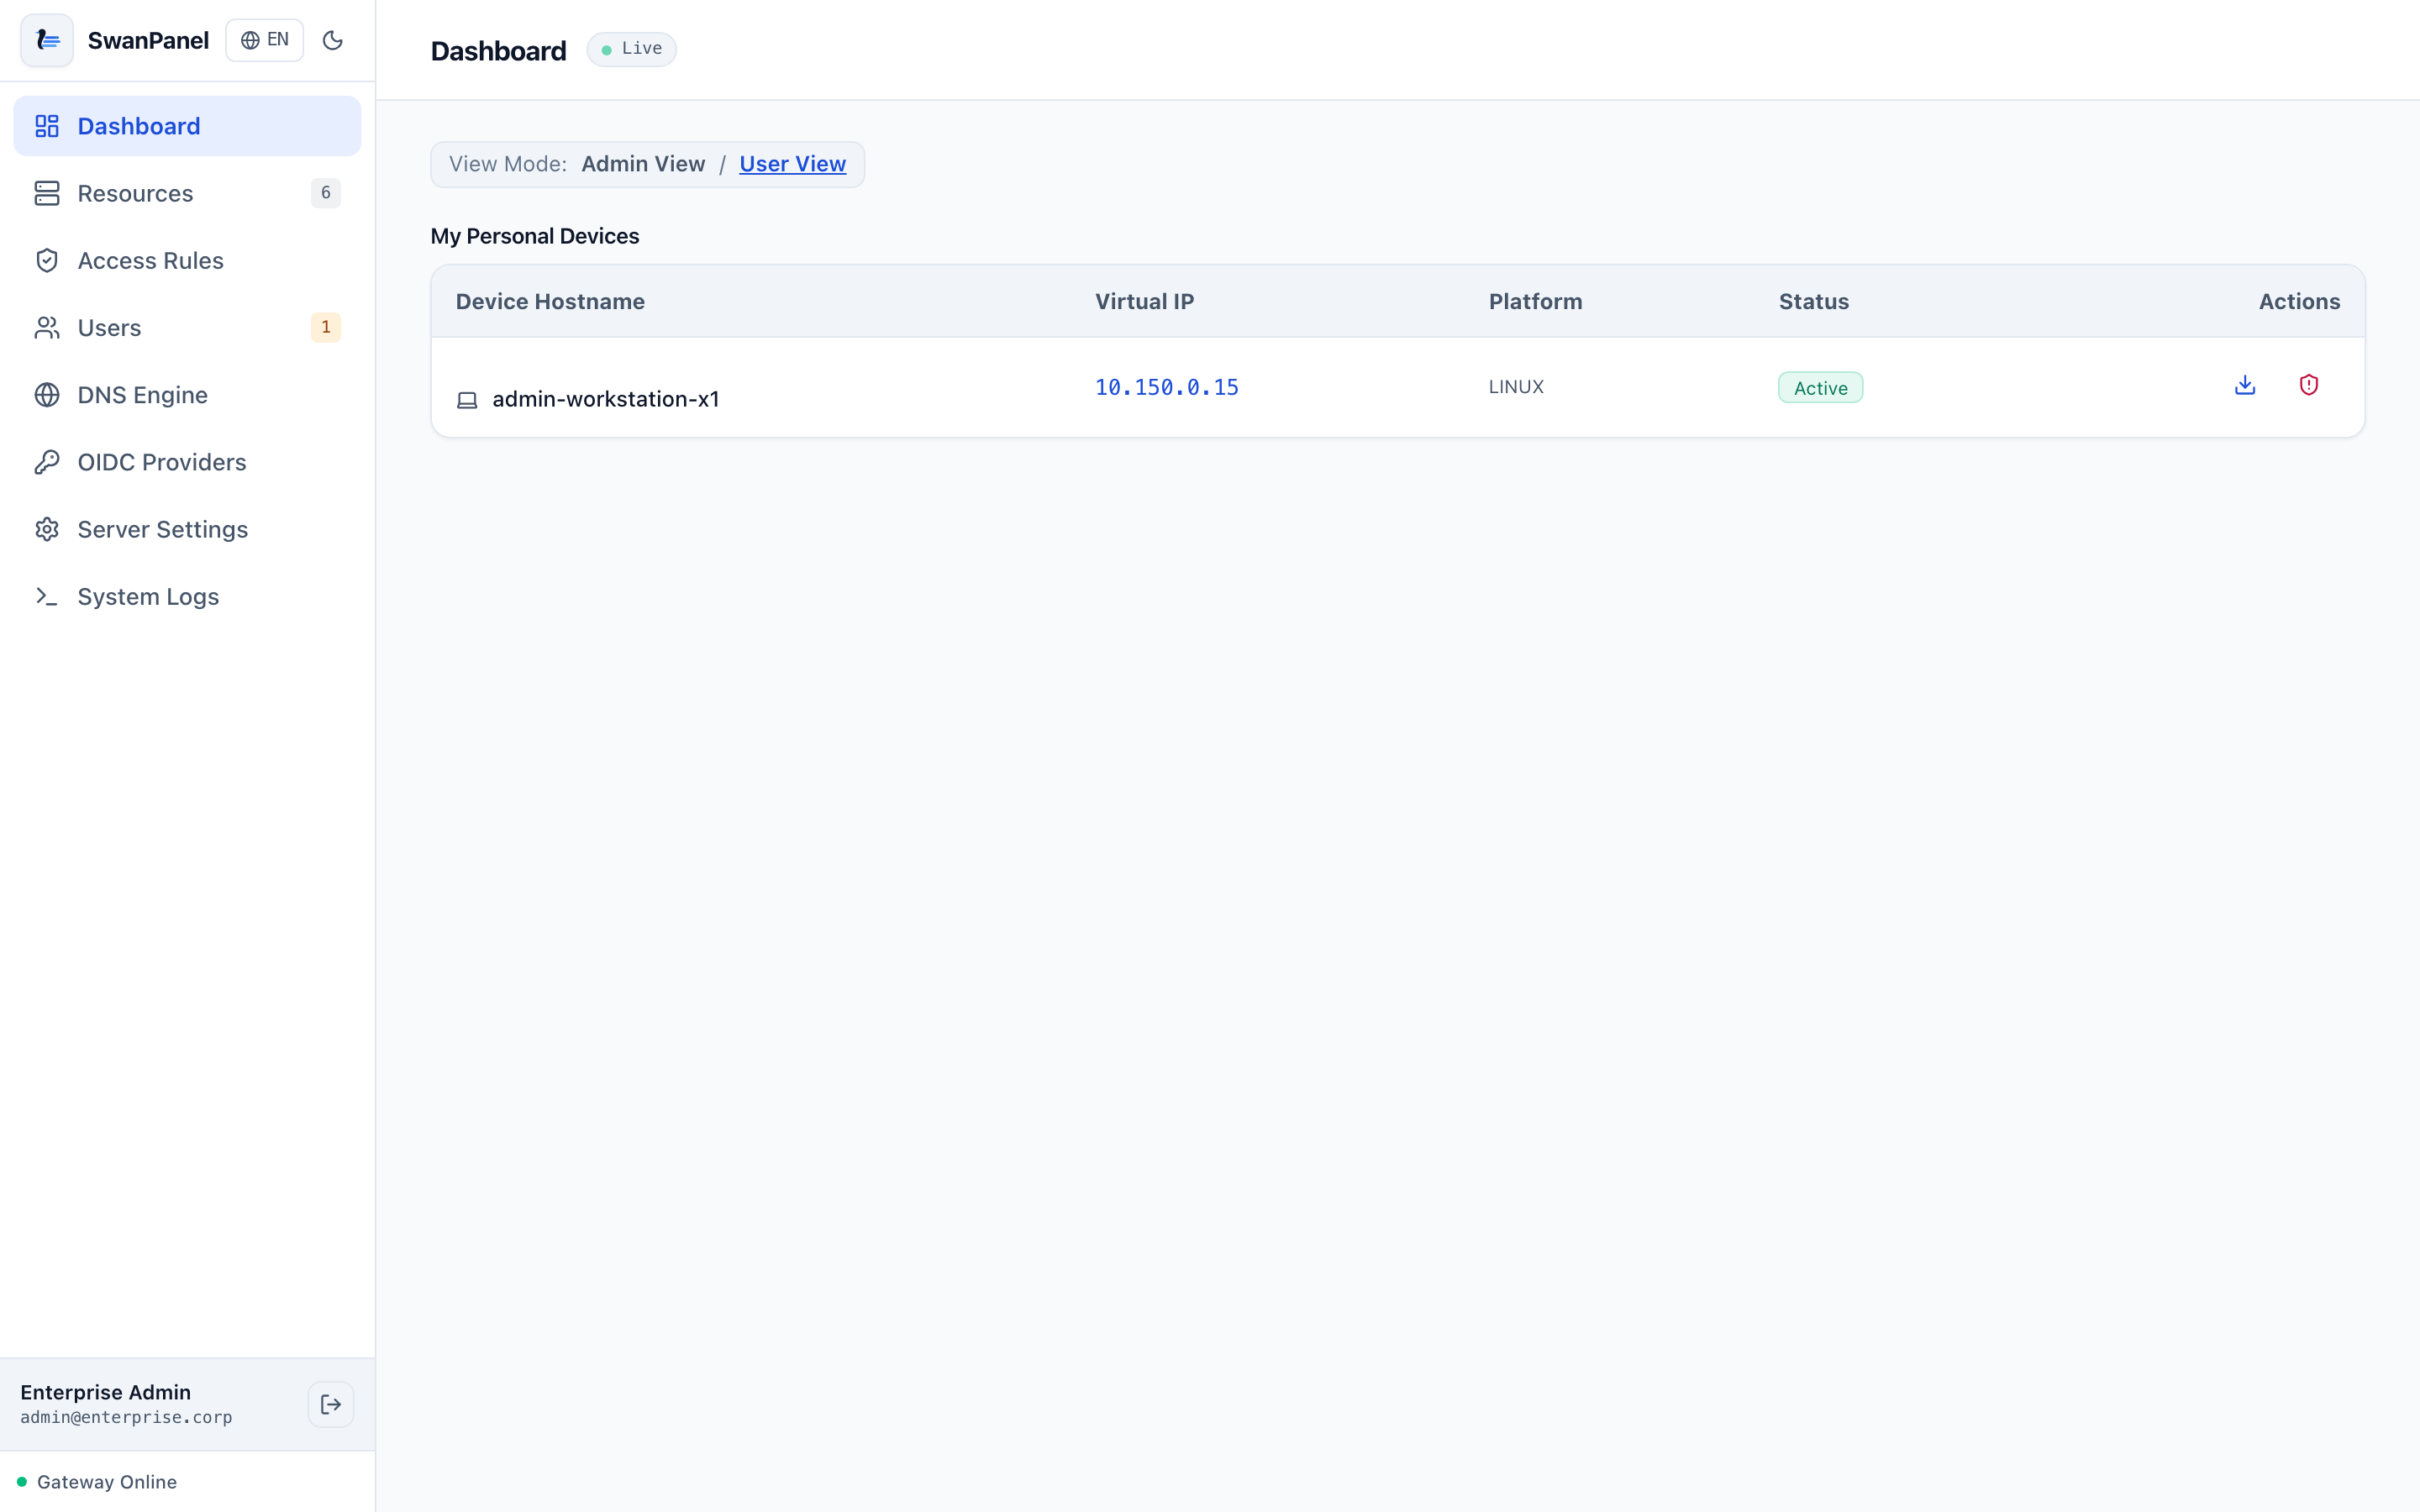 SwanPanel EN
Dashboard
Resources 6
Access Rules
Users 1
DNS Engine
OIDC Providers
Server Settings
System Logs
Enterprise Admin
admin@enterprise.corp
Gateway Online
Dashboard Live
View Mode: Admin View / User View
My Personal Devices
Device Hostname Virtual IP Platform Status Actions
admin-workstation-x1 10.150.0.15 LINUX Active